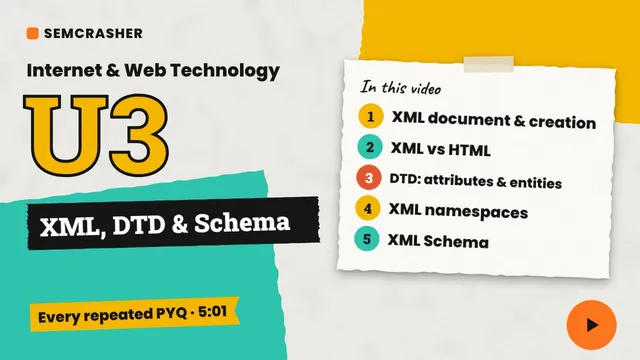 SEMCRASHER
Internet & Web Technology
U3
XML, DTD & Schema
Every repeated PYQ · 5:01
In this video
1 XML document & creation
2 XML vs HTML
3 DTD: attributes & entities
4 XML namespaces
5 XML Schema